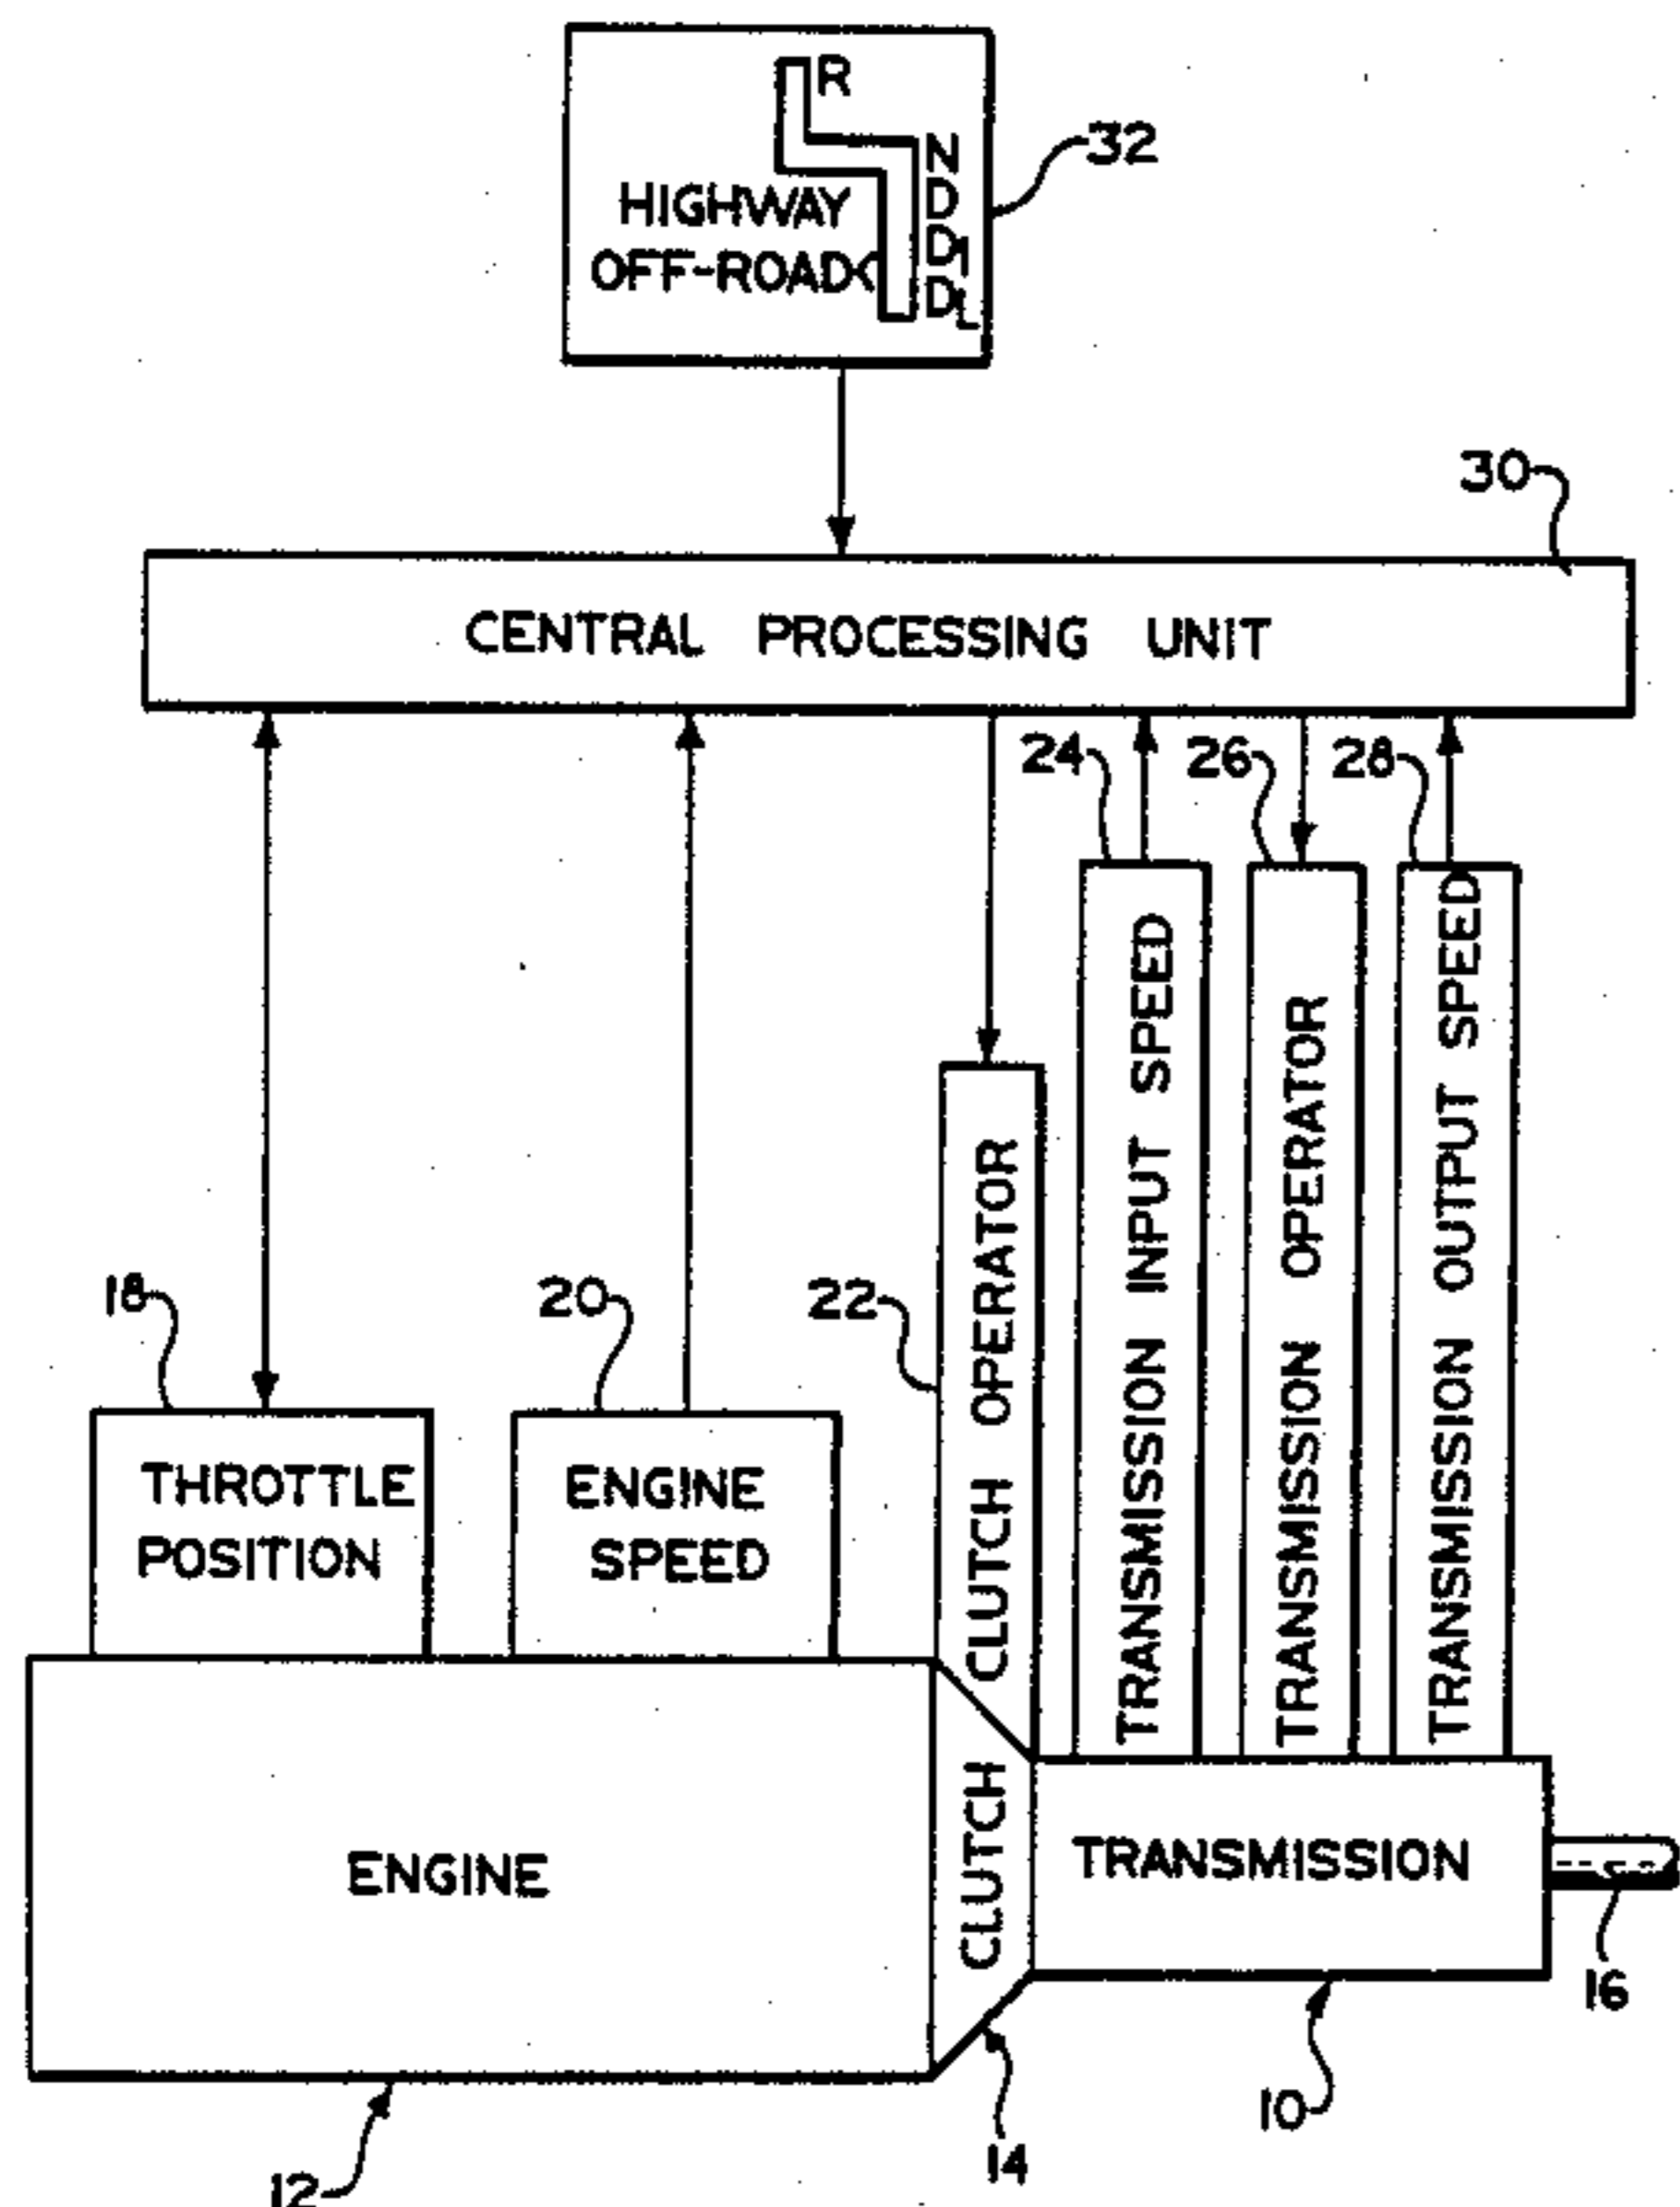 R
N
D
D1
DL
HIGHWAY
OFF-ROAD
32
30
CENTRAL PROCESSING UNIT
24
26
28
18
20
22
THROTTLE
POSITION
ENGINE
SPEED
CLUTCH OPERATOR
TRANSMISSION INPUT SPEED
TRANSMISSION OPERATOR
TRANSMISSION OUTPUT SPEED
ENGINE
CLUTCH
TRANSMISSION
16
10
14
12